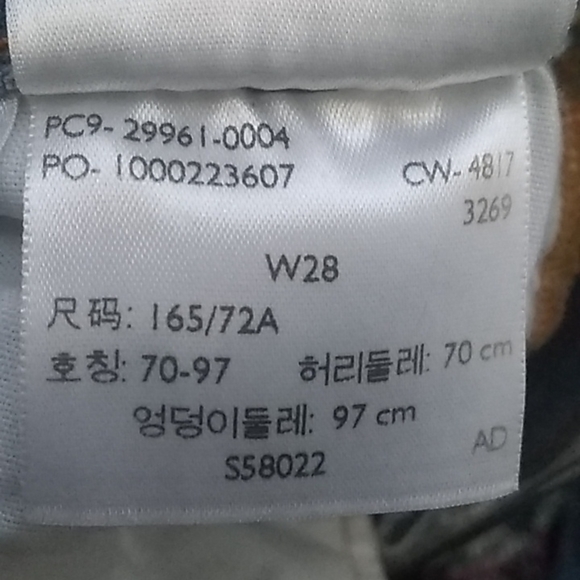 PC9-29961-0004
PO-1000223607 CW-4817
3269
W28
尺码: 165/72A
호칭: 70-97 허리둘레: 70 cm
엉덩이둘레: 97 cm
AD
S58022